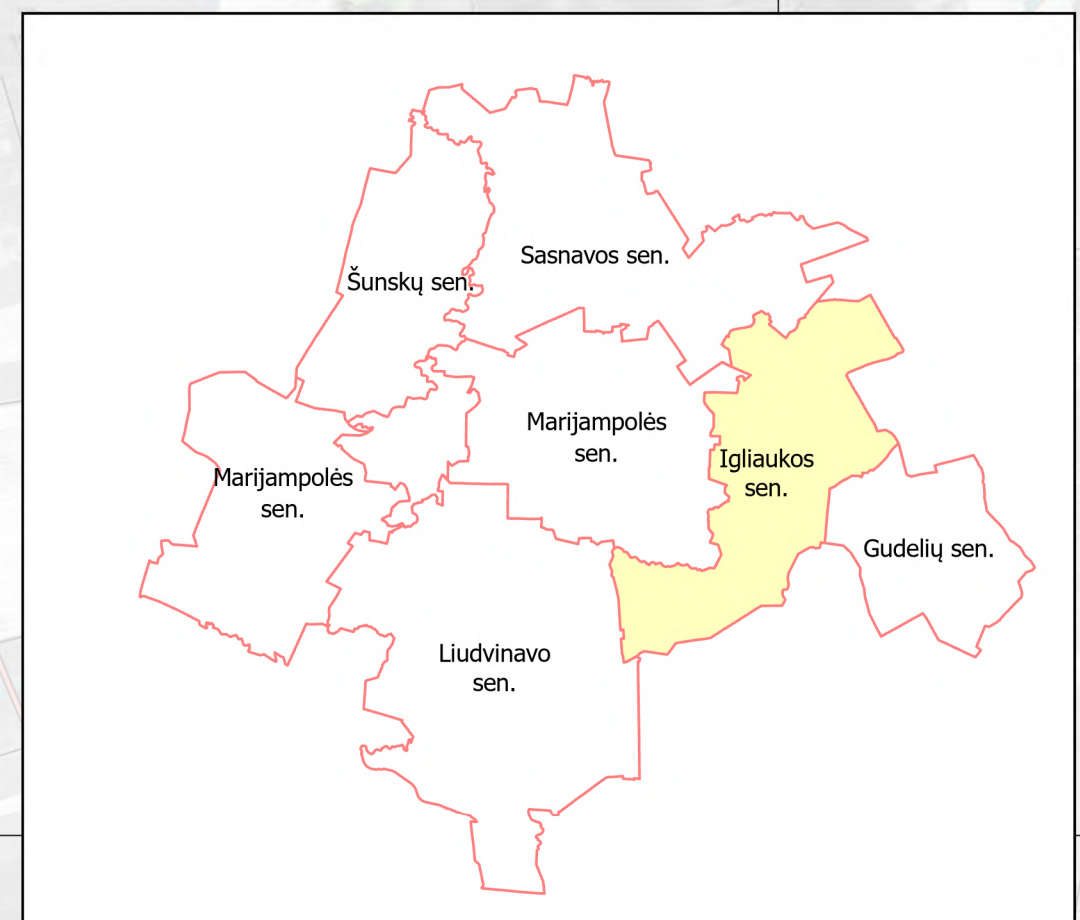 Sasnavos sen.
Šunskų sen.
Marijampolės
sen.
Igliaukos
sen.
Marijampolės
sen.
Gudelių sen.
Liudvinavo
sen.